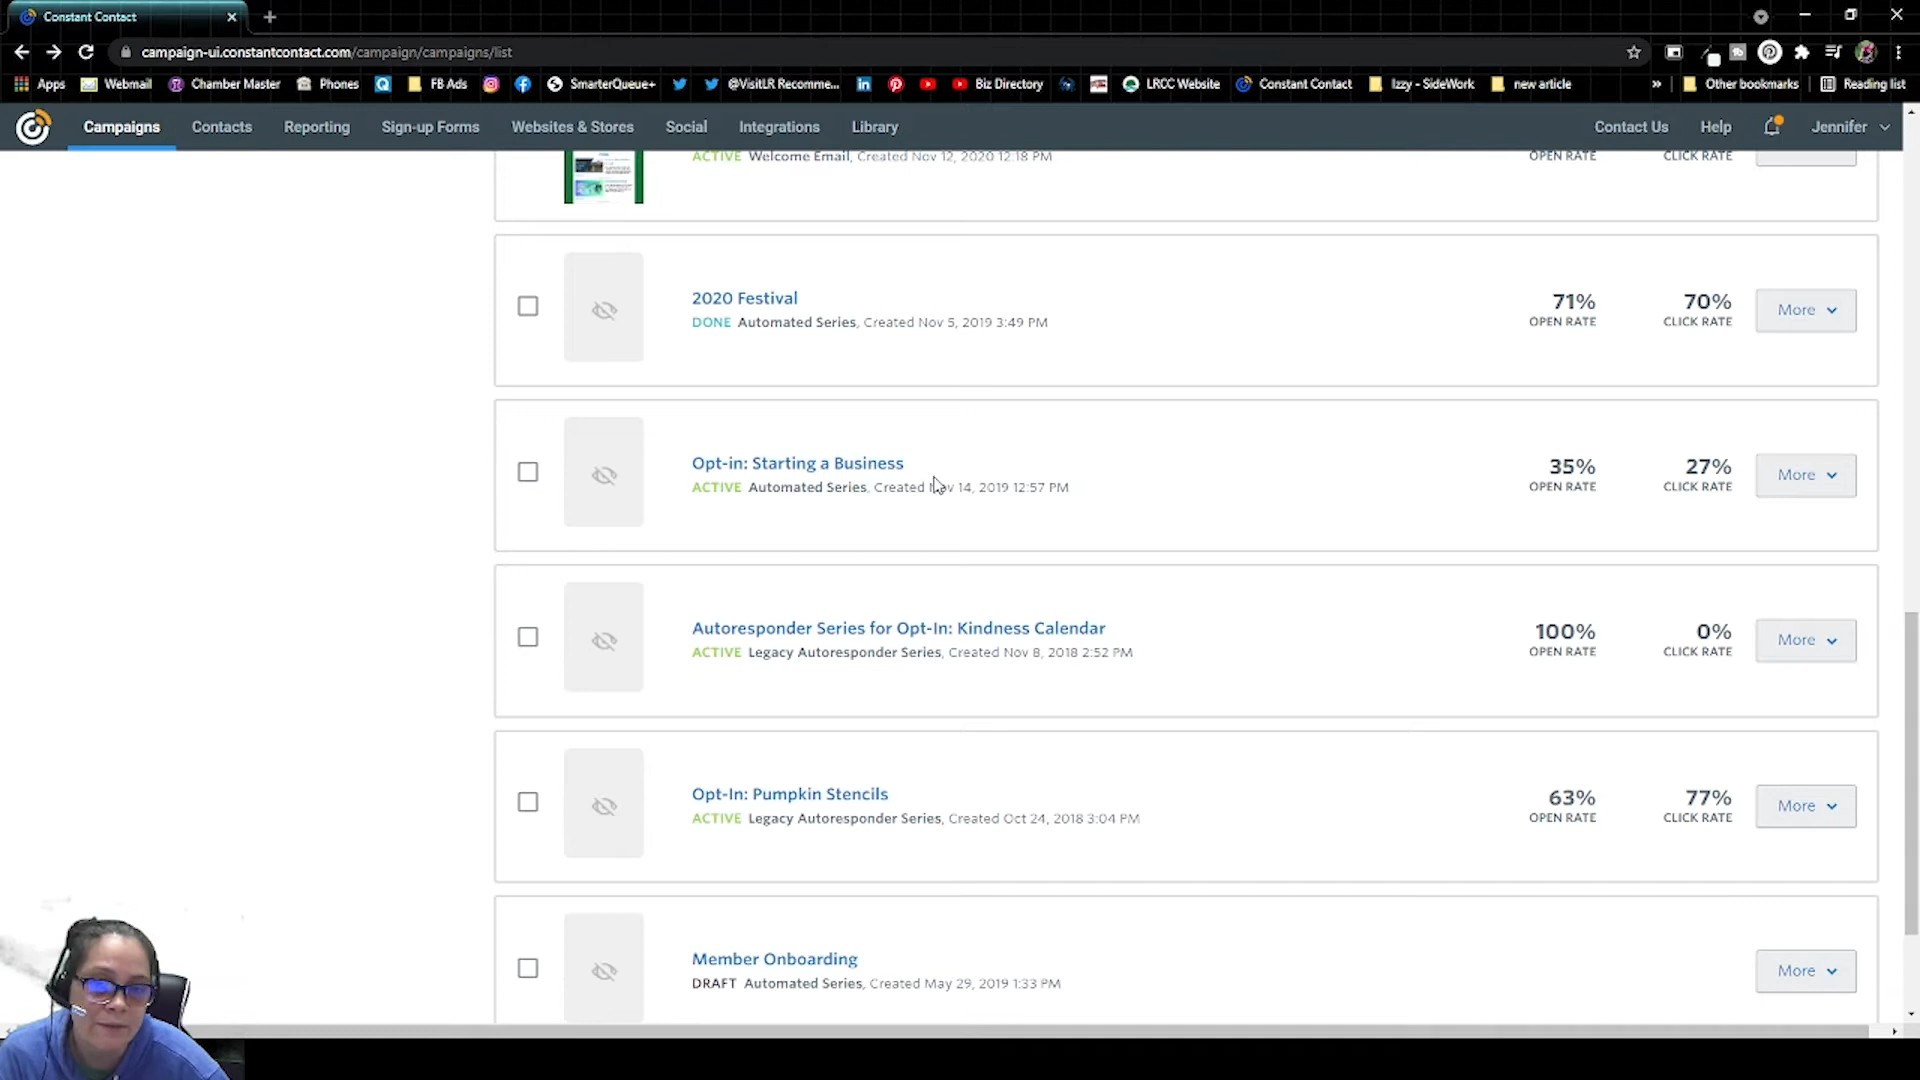 Constant Contact
campaign-ui.constantcontact.com/campaign/campaigns/list
Apps Webmail Chamber Master Phones FB Ads SmarterQueue+ @VisitLR Recomme... Biz Directory LRCC Website Constant Contact Izzy - SideWork new article » Other bookmarks Reading list
Campaigns Contacts Reporting Sign-up Forms Websites & Stores Social Integrations Library Contact Us Help Jennifer
ACTIVE Welcome Email, Created Nov 12, 2020 12:18 PM OPEN RATE CLICK RATE
2020 Festival 71% 70% More
DONE Automated Series, Created Nov 5, 2019 3:49 PM OPEN RATE CLICK RATE
Opt-in: Starting a Business 35% 27% More
ACTIVE Automated Series, Created Nov 14, 2019 12:57 PM OPEN RATE CLICK RATE
Autoresponder Series for Opt-In: Kindness Calendar 100% 0% More
ACTIVE Legacy Autoresponder Series, Created Nov 8, 2018 2:52 PM OPEN RATE CLICK RATE
Opt-In: Pumpkin Stencils 63% 77% More
ACTIVE Legacy Autoresponder Series, Created Oct 24, 2018 3:04 PM OPEN RATE CLICK RATE
Member Onboarding More
DRAFT Automated Series, Created May 29, 2019 1:33 PM